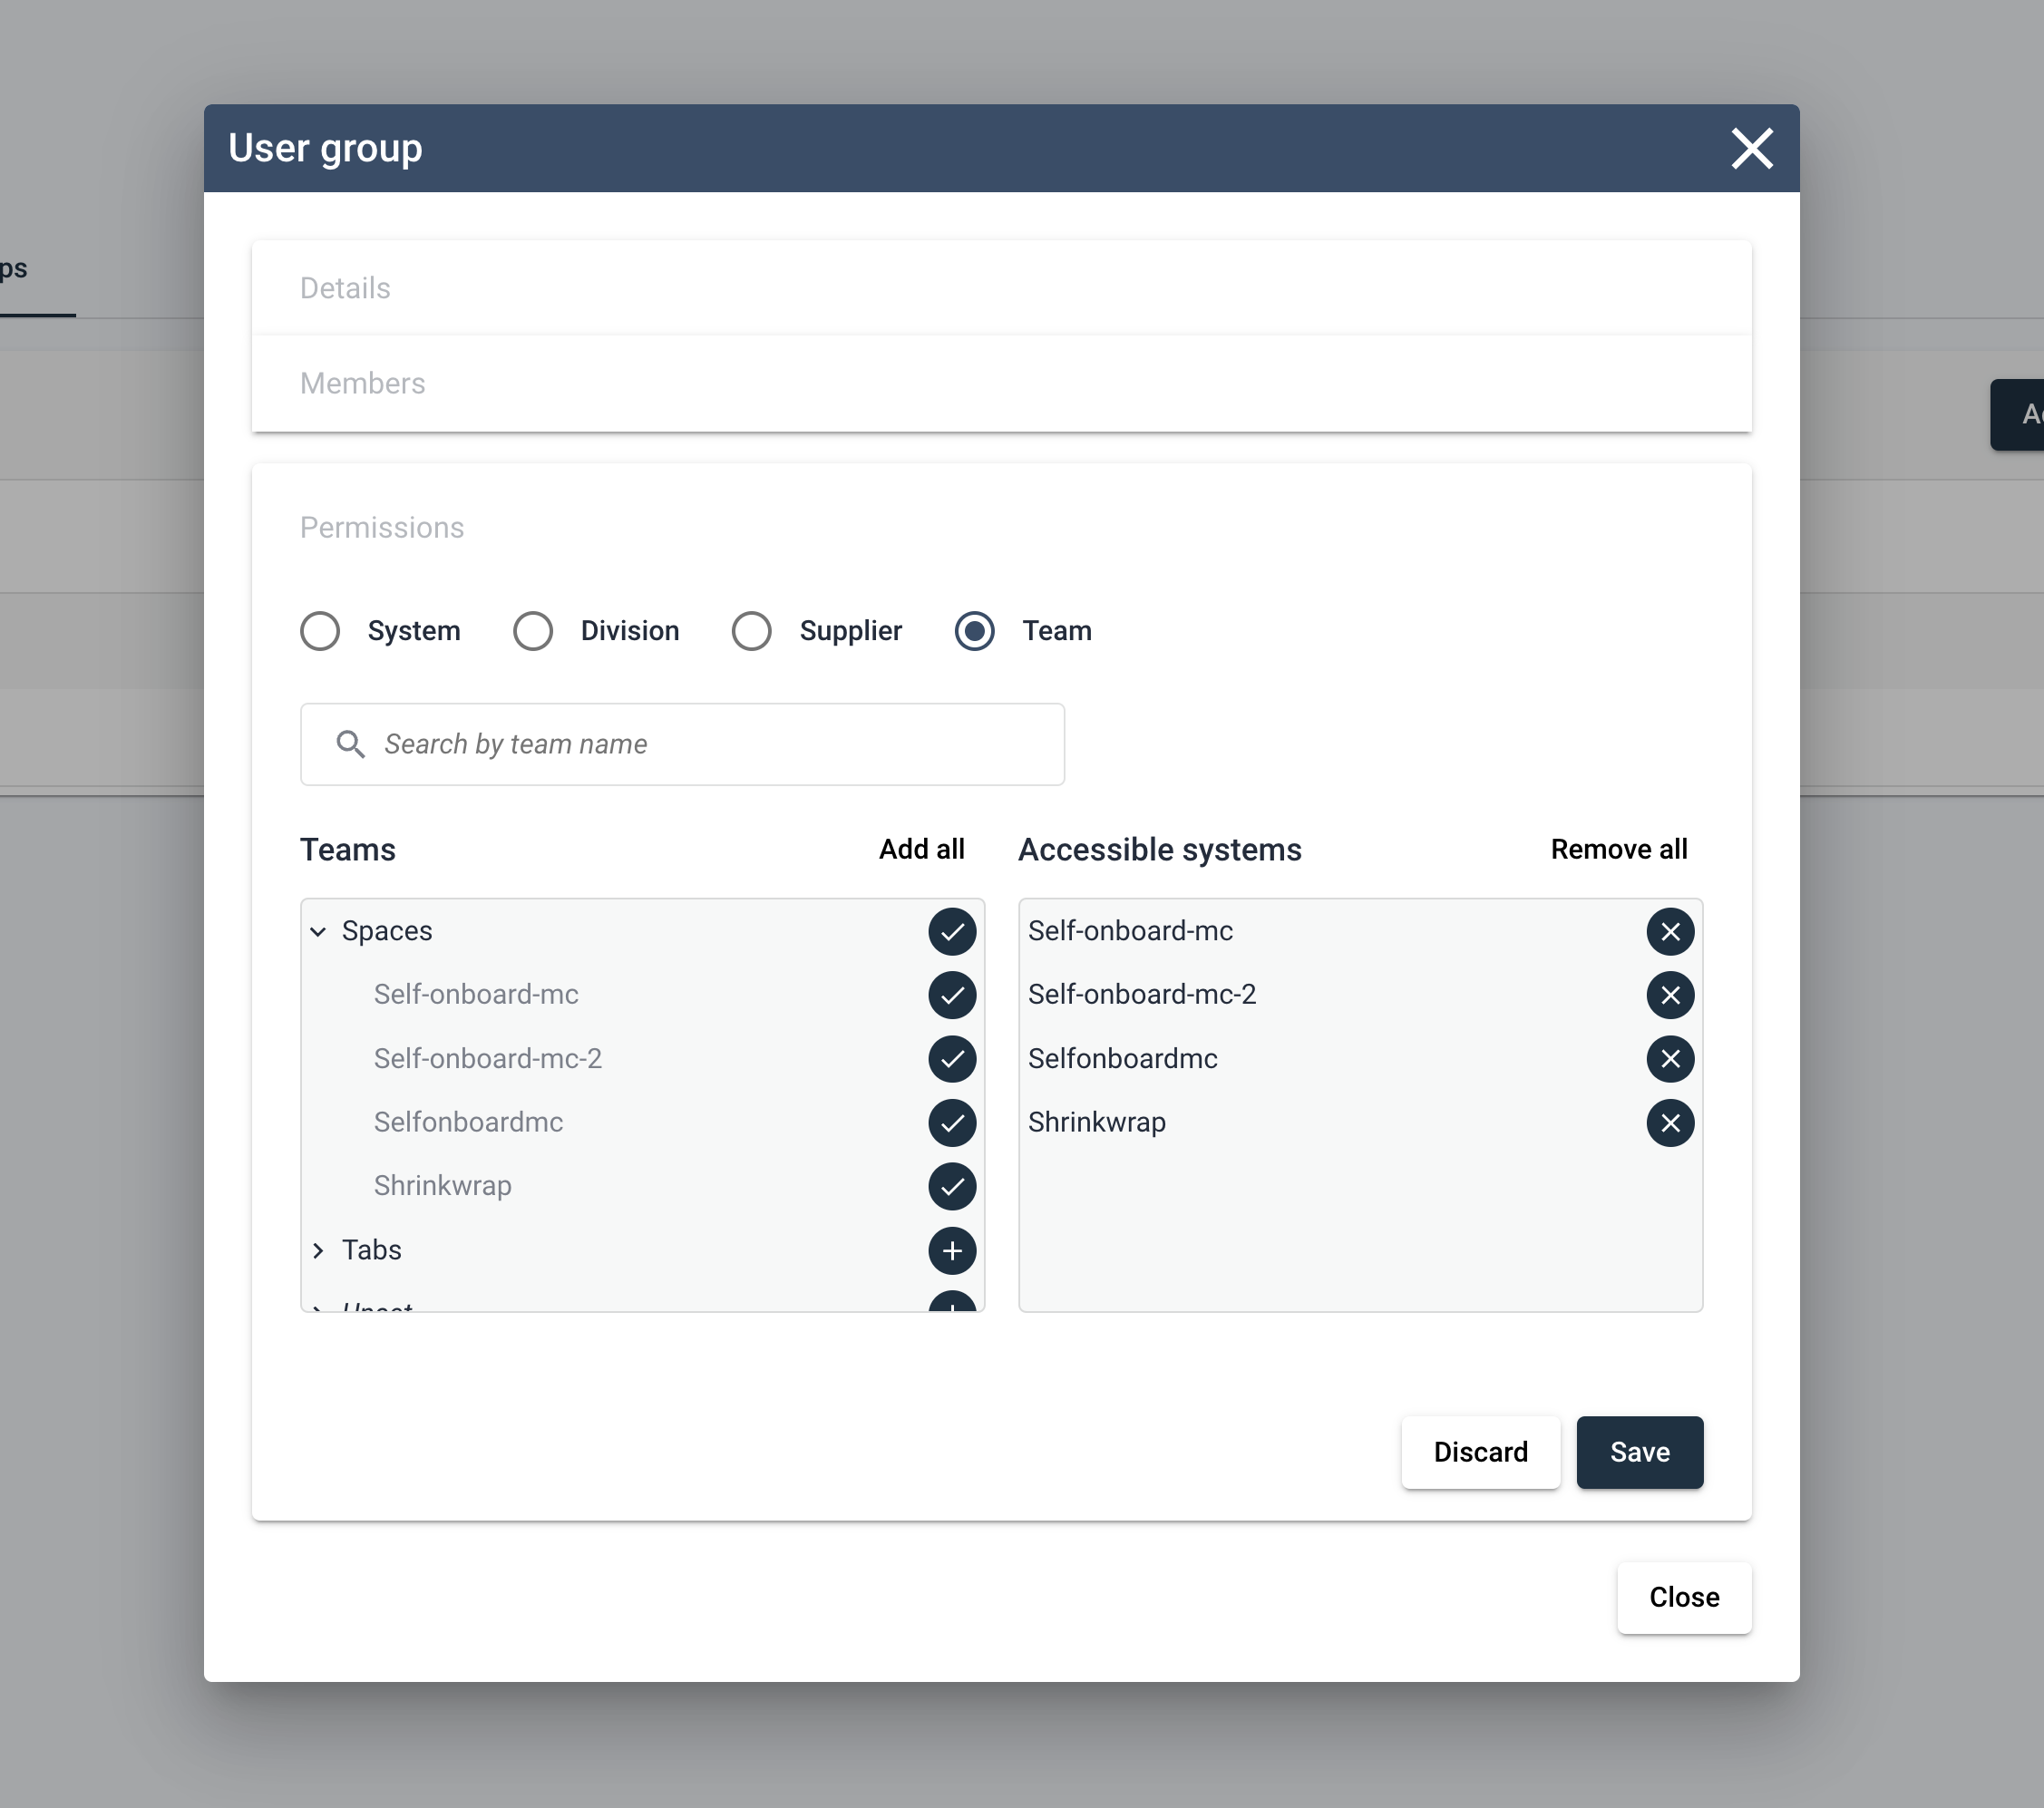 User group
ps
Details
Members
Permissions
System Division Supplier Team
Search by team name
Teams Add all Accessible systems Remove all
Spaces
Self-onboard-mc
Self-onboard-mc-2
Selfonboardmc
Shrinkwrap
Tabs
Self-onboard-mc
Self-onboard-mc-2
Selfonboardmc
Shrinkwrap
Discard Save
Close